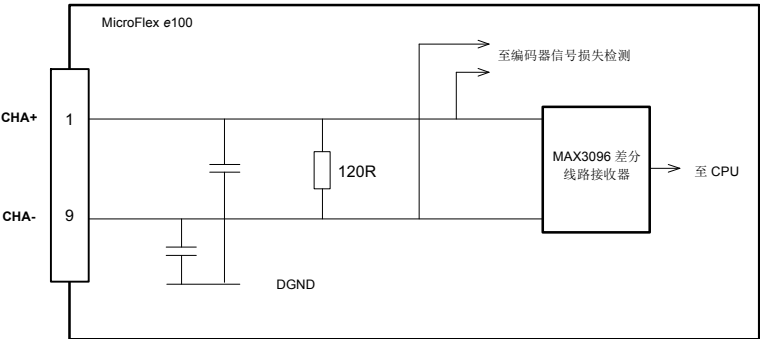 MicroFlex e100
至编码器信号损失检测
CHA+
1
MAX3096 差分
线路接收器
至 CPU
120R
CHA-
9
DGND